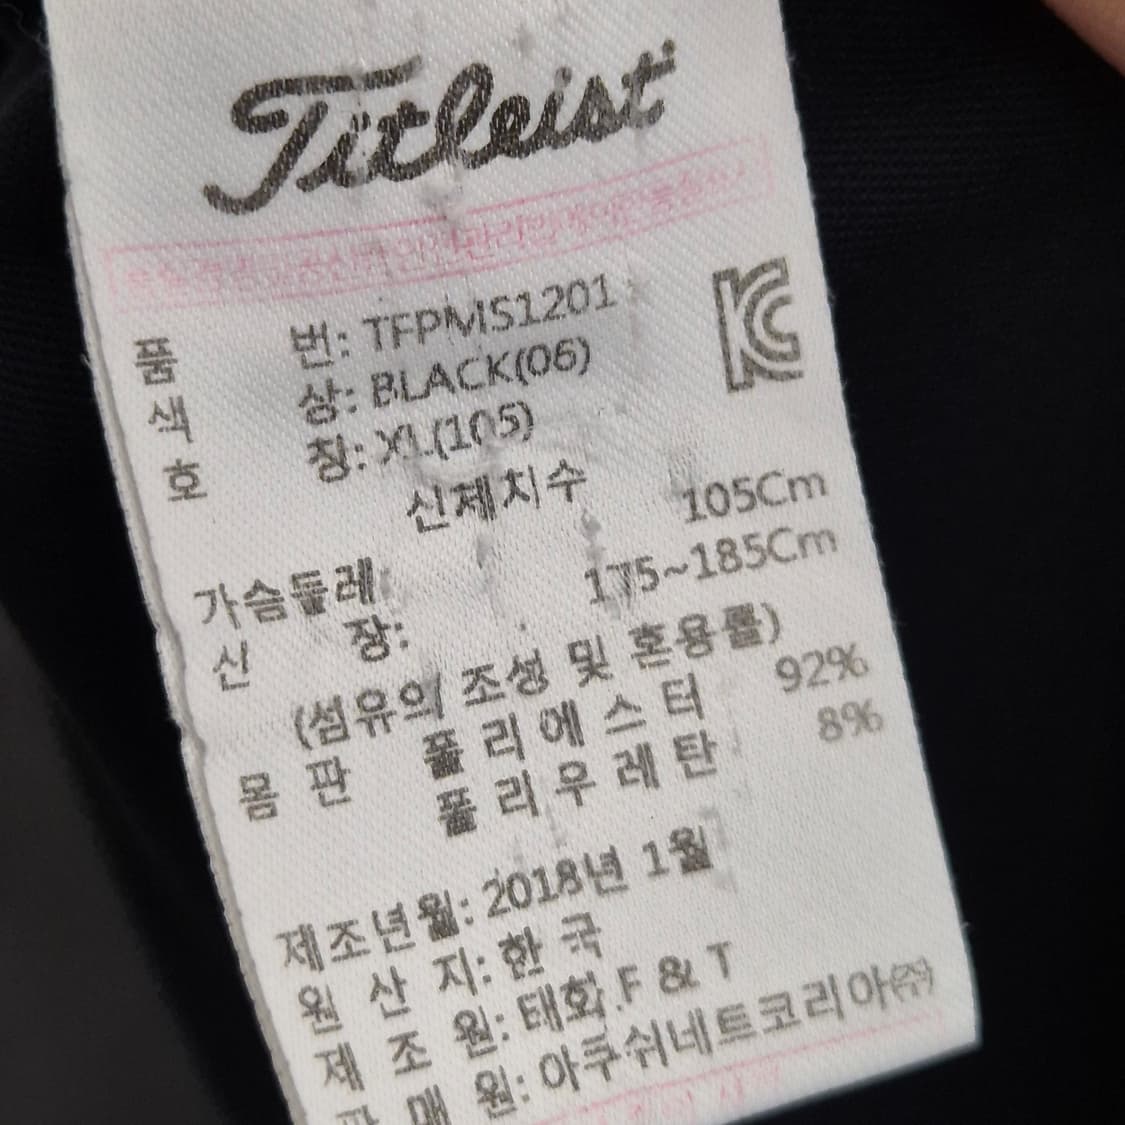 Titleist
품 번: TFPMS1201
색 상: BLACK(06)
호 칭: XL(105)
신체치수
가슴둘레: 105Cm
신 장: 175~185Cm
(섬유의 조성 및 혼용률)
몸 판 폴 리 에 스 터 92%
폴 리 우 레 탄 8%
제조년월: 2018년 1월
원 산 지: 한 국
제 조 원: 태화 F & T
판 매 원: 아쿠쉬네트코리아㈜